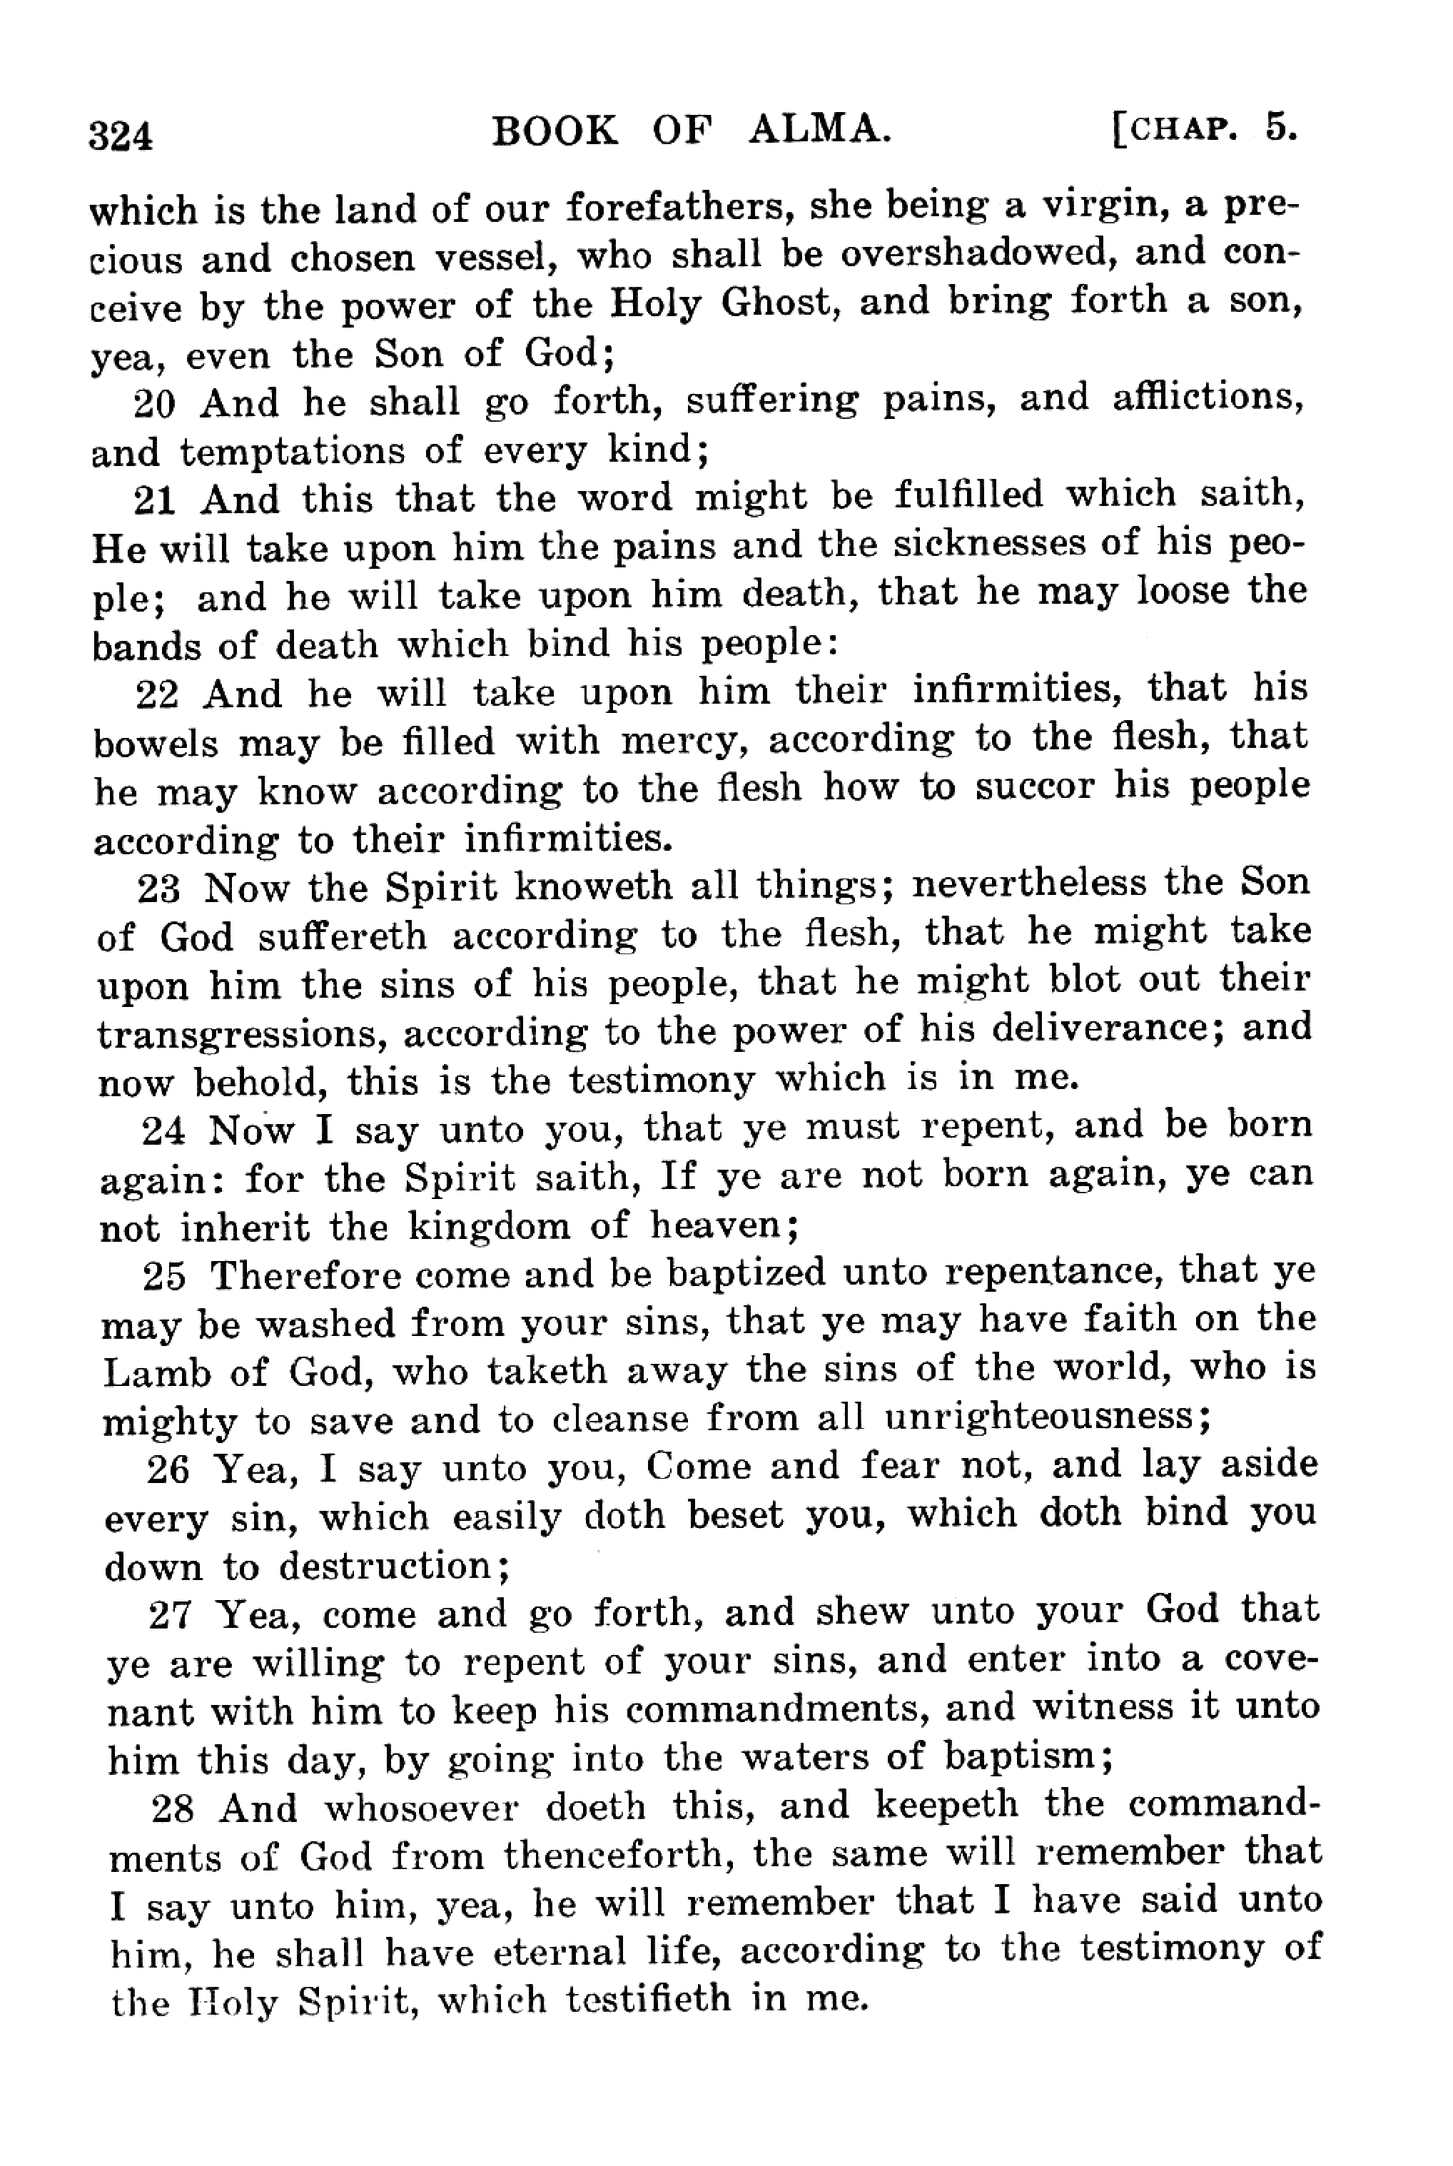 324 BOOK OF ALMA. [CHAP. 5.
which is the land of our forefathers, she being a virgin, a pre-
cious and chosen vessel, who shall be overshadowed, and con-
ceive by the power of the Holy Ghost, and bring forth a son,
yea, even the Son of God;
20 And he shall go forth, suffering pains, and afflictions,
and temptations of every kind;
21 And this that the word might be fulfilled which saith,
He will take upon him the pains and the sicknesses of his peo-
ple; and he will take upon him death, that he may loose the
bands of death which bind his people:
22 And he will take upon him their infirmities, that his
bowels may be filled with mercy, according to the flesh, that
he may know according to the flesh how to succor his people
according to their infirmities.
23 Now the Spirit knoweth all things; nevertheless the Son
of God suffereth according to the flesh, that he might take
upon him the sins of his people, that he might blot out their
transgressions, according to the power of his deliverance; and
now behold, this is the testimony which is in me.
24 Now I say unto you, that ye must repent, and be born
again: for the Spirit saith, If ye are not born again, ye can
not inherit the kingdom of heaven;
25 Therefore come and be baptized unto repentance, that ye
may be washed from your sins, that ye may have faith on the
Lamb of God, who taketh away the sins of the world, who is
mighty to save and to cleanse from all unrighteousness;
26 Yea, I say unto you, Come and fear not, and lay aside
every sin, which easily doth beset you, which doth bind you
down to destruction;
27 Yea, come and go forth, and shew unto your God that
ye are willing to repent of your sins, and enter into a cove-
nant with him to keep his commandments, and witness it unto
him this day, by going into the waters of baptism;
28 And whosoever doeth this, and keepeth the command-
ments of God from thenceforth, the same will remember that
I say unto him, yea, he will remember that I have said unto
him, he shall have eternal life, according to the testimony of
the Holy Spirit, which testifieth in me.